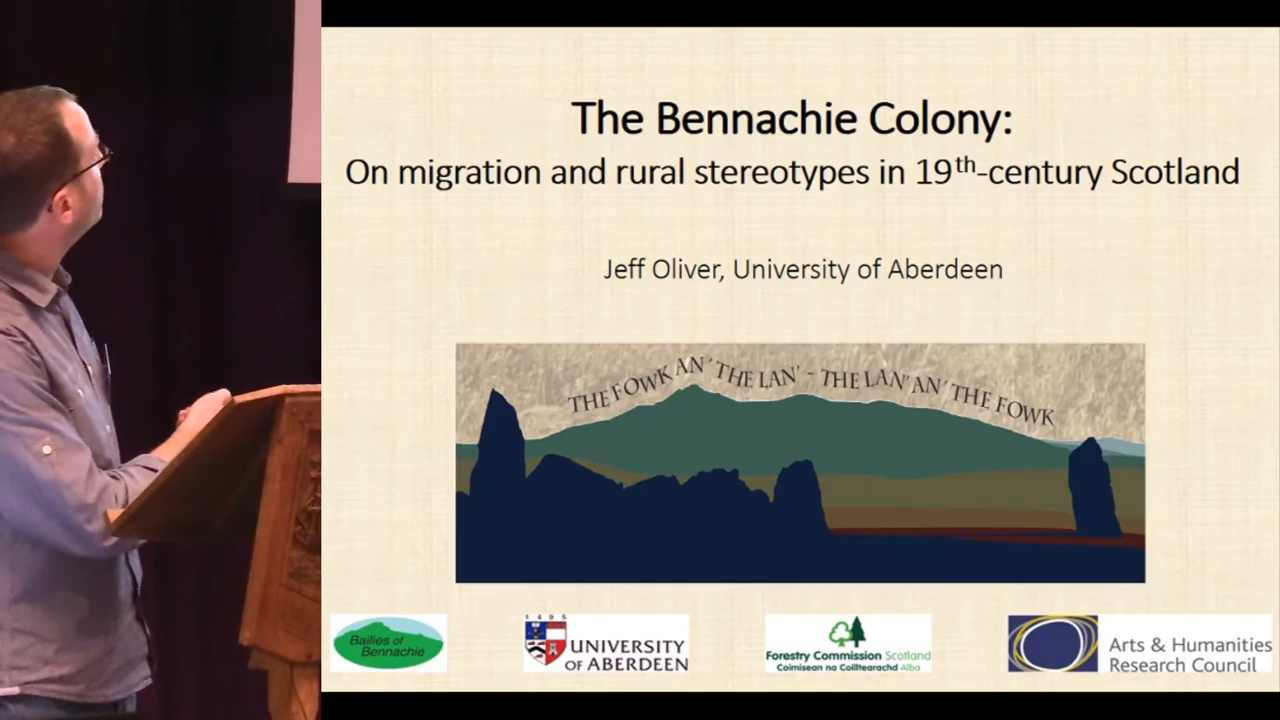 The Bennachie Colony:
On migration and rural stereotypes in 19th-century Scotland
Jeff Oliver, University of Aberdeen
THE FOWK AN' THE LAN' - THE LAN' AN' THE FOWK
Bailies of
Bennachie
1495
UNIVERSITY
OF ABERDEEN
Forestry Commission Scotland
Coimisean na Coilltearachd Alba
Arts & Humanities
Research Council